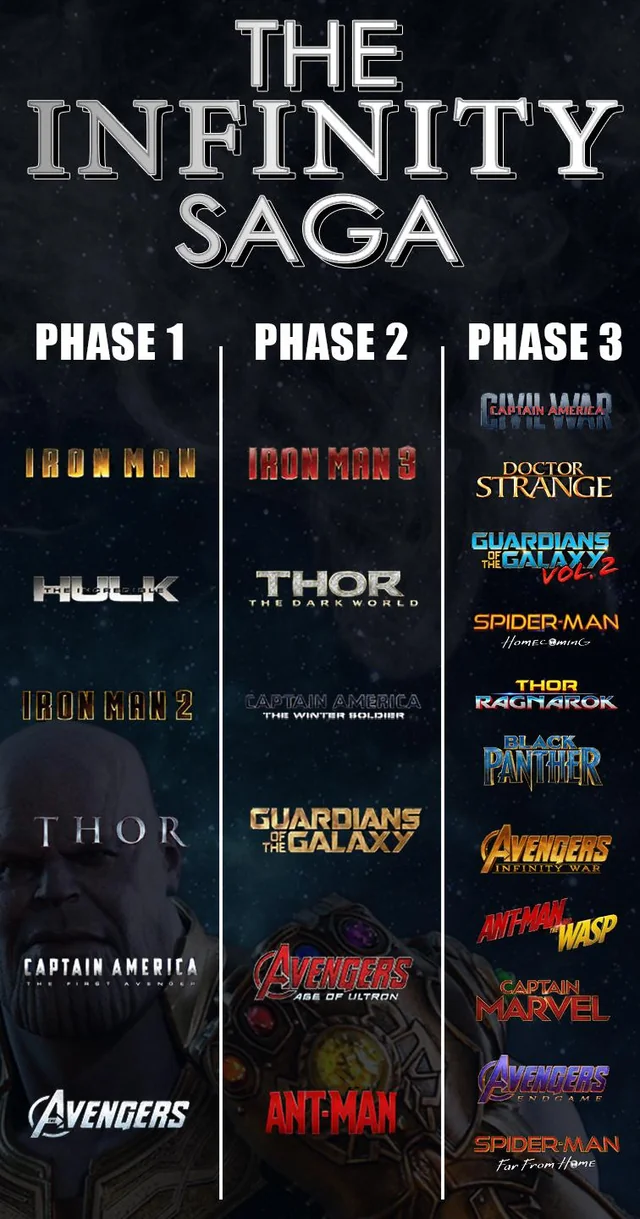 THE
INFINITY
SAGA
PHASE 1
IRON MAN
THE INCREDIBLE
HULK
IRON MAN 2
THOR
CAPTAIN AMERICA
THE FIRST AVENGER
THE AVENGERS
PHASE 2
IRON MAN 3
THOR
THE DARK WORLD
CAPTAIN AMERICA
THE WINTER SOLDIER
GUARDIANS
OF THE GALAXY
AVENGERS
AGE OF ULTRON
ANT-MAN
PHASE 3
CAPTAIN AMERICA
CIVIL WAR
DOCTOR
STRANGE
GUARDIANS
OF THE GALAXY
VOL. 2
SPIDER-MAN
HOMECOMING
THOR
RAGNAROK
BLACK
PANTHER
AVENGERS
INFINITY WAR
ANT-MAN
AND THE WASP
CAPTAIN
MARVEL
AVENGERS
ENDGAME
SPIDER-MAN
Far From Home